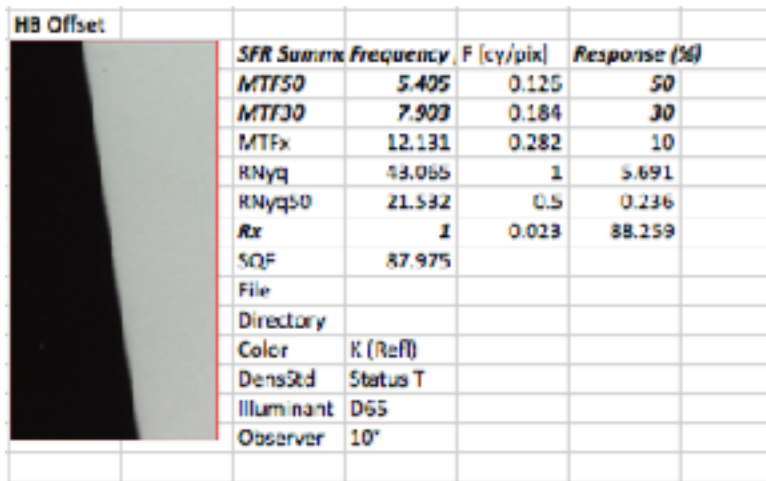 HB Offset
SFR Summe Frequency, F (cy/pix) Response (%)
MTF50 5.405 0.126 50
MTF30 7.903 0.184 30
MTFx 12.131 0.282 10
RNyq 43.065 1 5.691
RNyq50 21.532 0.5 0.236
Rx 1 0.023 88.259
SQF 87.975
File
Directory
Color K (Refl)
DensStd Status T
Illuminant D65
Observer 10°